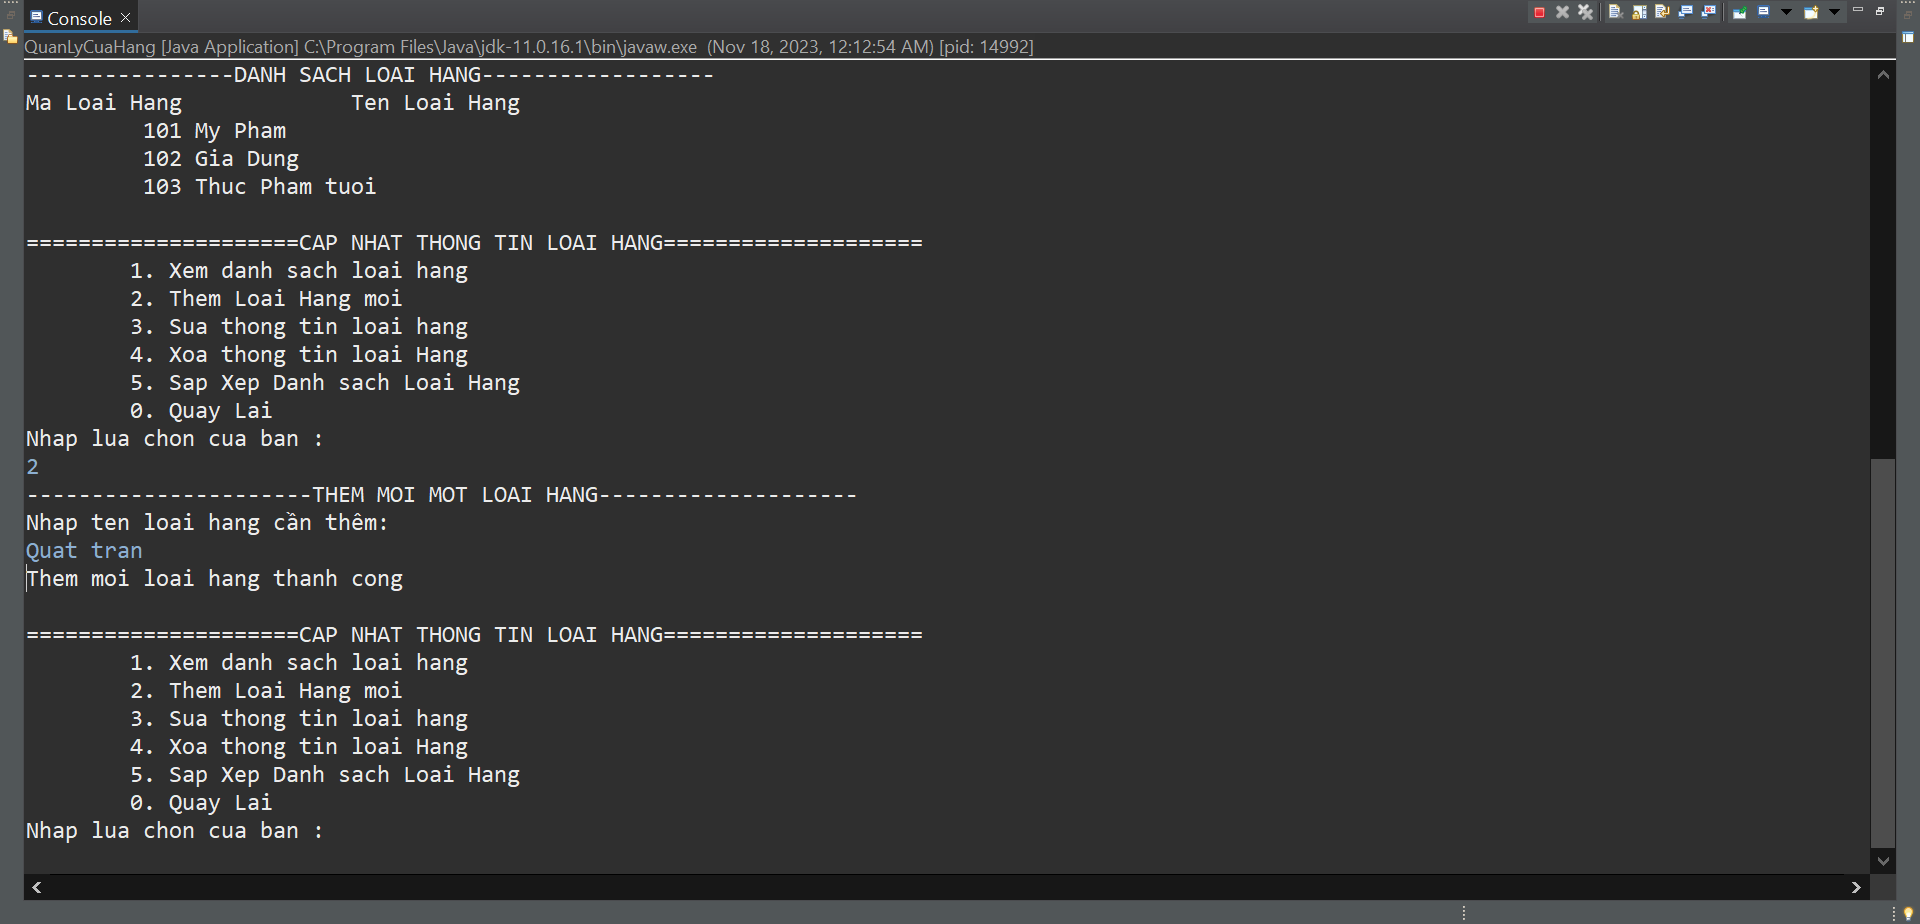 Console
QuanLyCuaHang [Java Application] C:\Program Files\Java\jdk-11.0.16.1\bin\javaw.exe (Nov 18, 2023, 12:12:54 AM) [pid: 14992]
----------------DANH SACH LOAI HANG------------------
Ma Loai Hang             Ten Loai Hang
         101 My Pham
         102 Gia Dung
         103 Thuc Pham tuoi
=====================CAP NHAT THONG TIN LOAI HANG====================
        1. Xem danh sach loai hang
        2. Them Loai Hang moi
        3. Sua thong tin loai hang
        4. Xoa thong tin loai Hang
        5. Sap Xep Danh sach Loai Hang
        0. Quay Lai
Nhap lua chon cua ban :
2
----------------------THEM MOI MOT LOAI HANG--------------------
Nhap ten loai hang cần thêm:
Quat tran
Them moi loai hang thanh cong
=====================CAP NHAT THONG TIN LOAI HANG====================
        1. Xem danh sach loai hang
        2. Them Loai Hang moi
        3. Sua thong tin loai hang
        4. Xoa thong tin loai Hang
        5. Sap Xep Danh sach Loai Hang
        0. Quay Lai
Nhap lua chon cua ban :